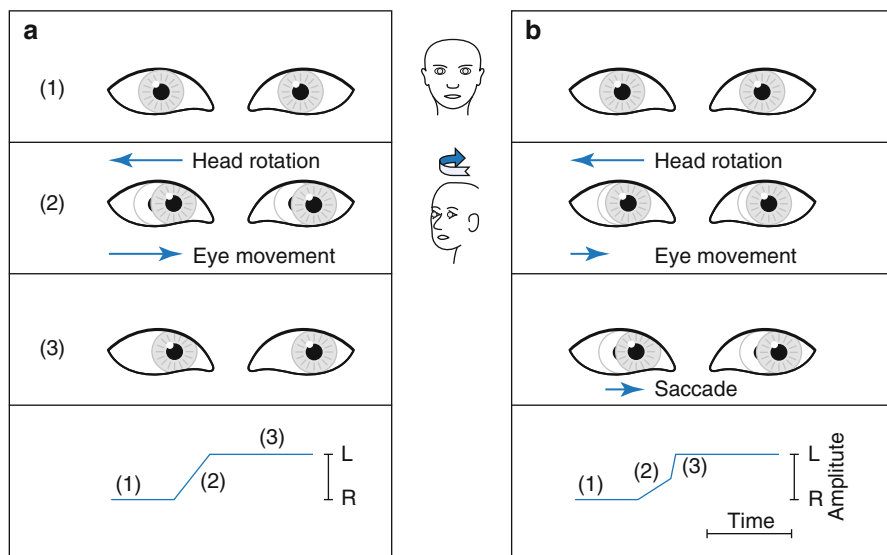 a
b
(1)
Head rotation
Head rotation
(2)
Eye movement
Eye movement
(3)
Saccade
(3)
L
(1)
(2)
R
(2)
(3)
L
(1)
R
Amplitude
Time